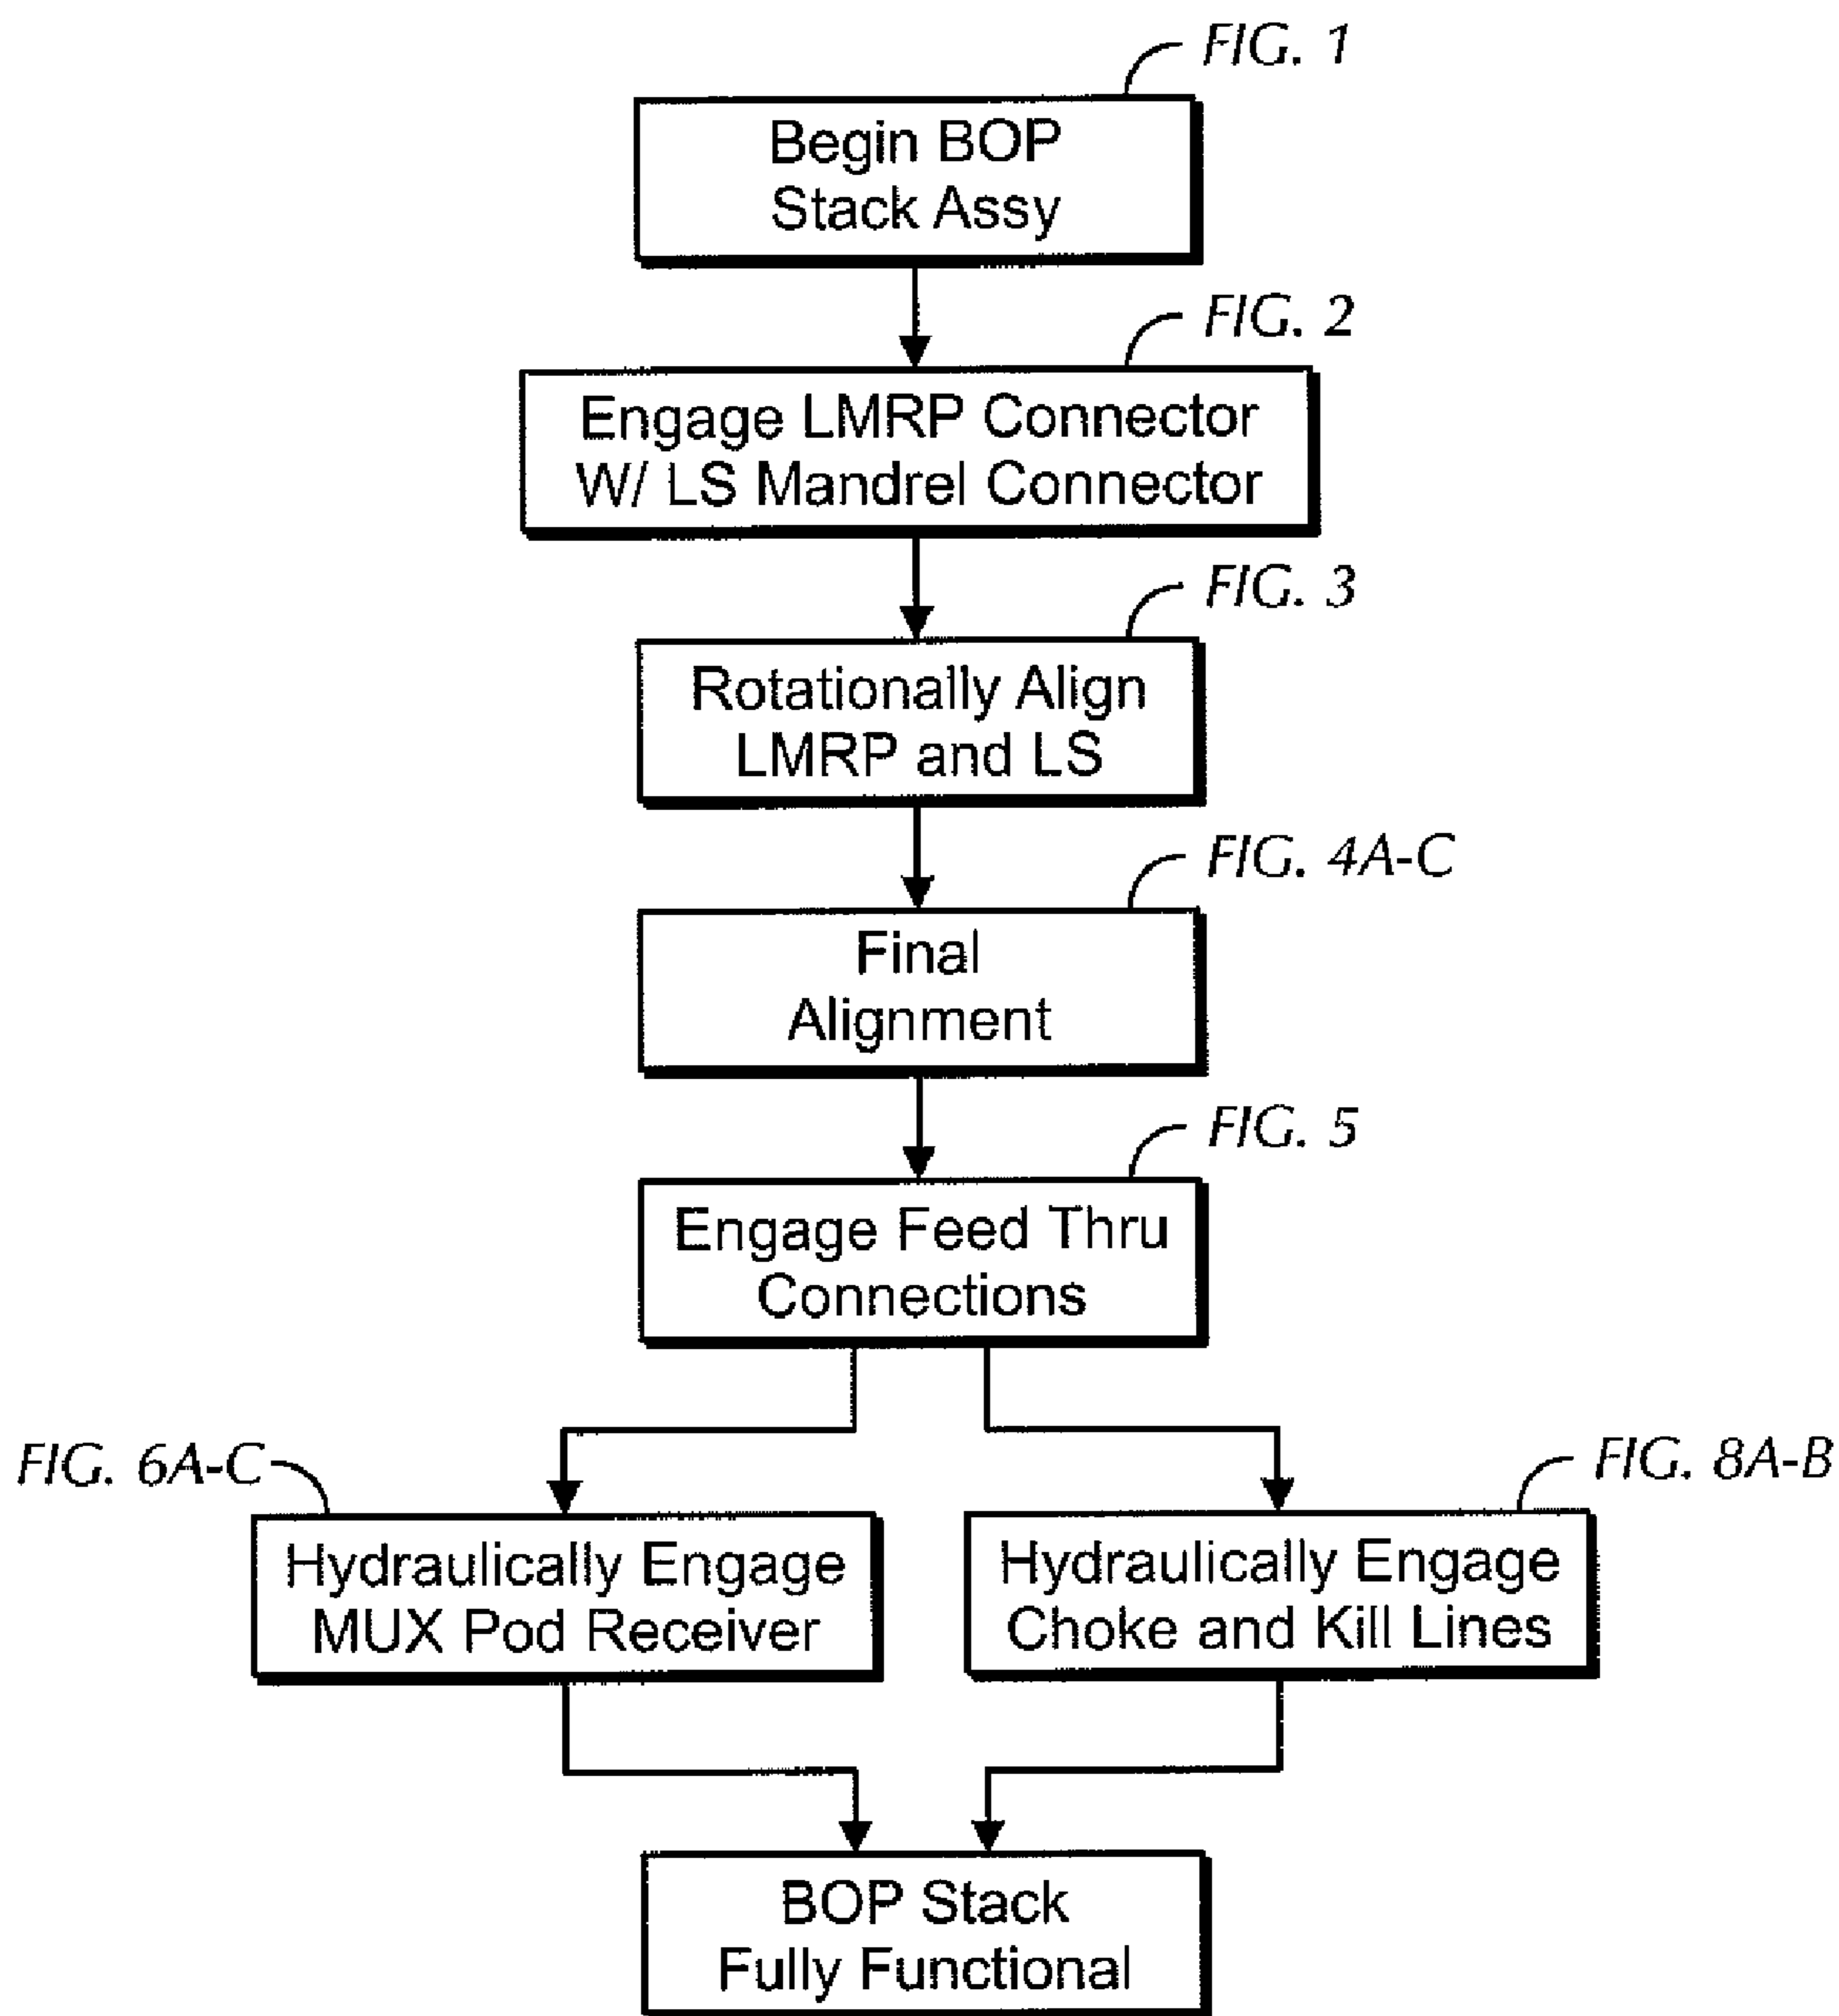 FIG. 1
Begin BOP
Stack Assy
FIG. 2
Engage LMRP Connector
W/ LS Mandrel Connector
FIG. 3
Rotationally Align
LMRP and LS
FIG. 4A-C
Final
Alignment
FIG. 5
Engage Feed Thru
Connections
FIG. 6A-C
Hydraulically Engage
MUX Pod Receiver
FIG. 8A-B
Hydraulically Engage
Choke and Kill Lines
BOP Stack
Fully Functional